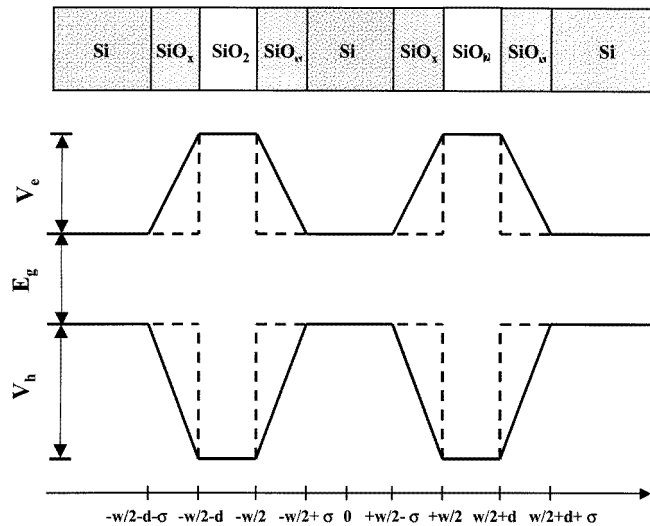 Si SiOₓ SiO₂ SiOₓ Si SiOₓ SiO₂ SiOₓ Si
Vₑ
E_g
Vₕ
-w/2-d-σ -w/2-d -w/2 -w/2+ σ 0 +w/2- σ +w/2 w/2+d w/2+d+ σ